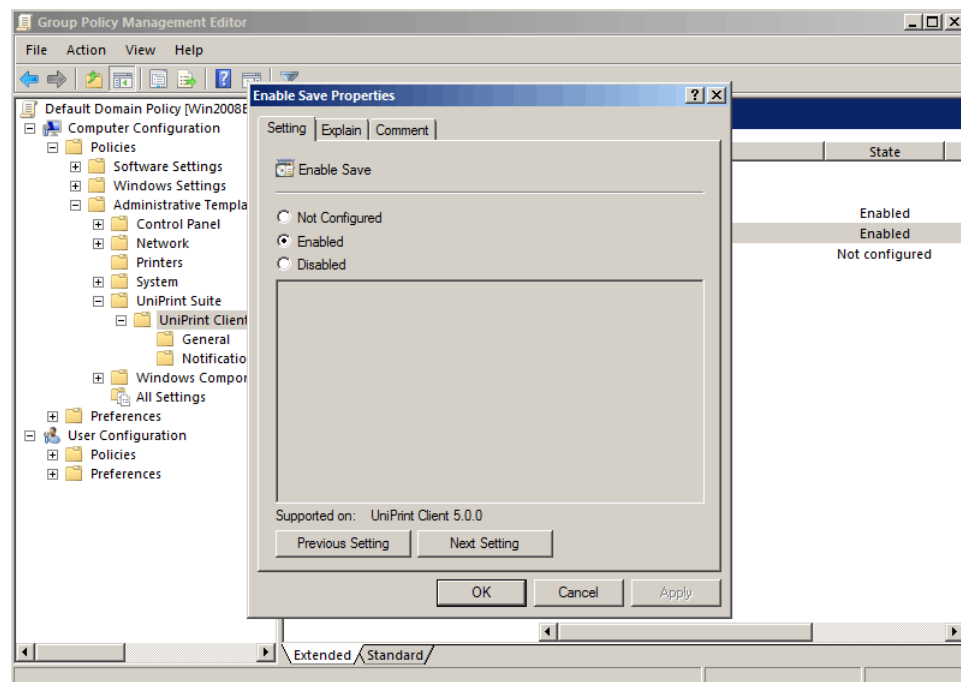 Group Policy Management Editor
File Action View Help
Default Domain Policy [Win2008
Computer Configuration
Policies
Software Settings
Windows Settings
Administrative Templa
Control Panel
Network
Printers
System
UniPrint Suite
UniPrint Client
General
Notificatio
Windows Compor
All Settings
Preferences
User Configuration
Policies
Preferences
Enable Save Properties
Setting Explain Comment
Enable Save
Not Configured
Enabled
Disabled
Supported on: UniPrint Client 5.0.0
Previous Setting Next Setting
OK Cancel Apply
State
Enabled
Enabled
Not configured
Extended Standard